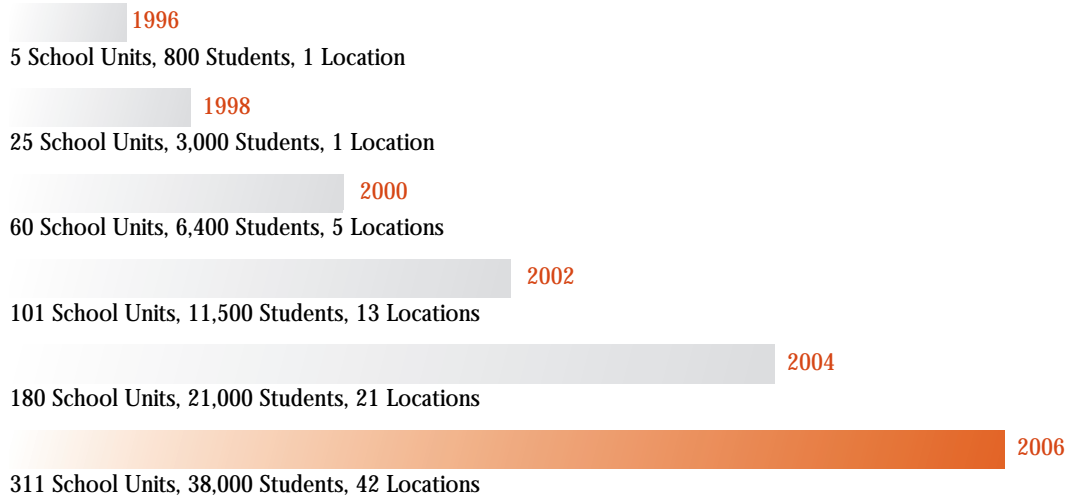 1996
5 School Units, 800 Students, 1 Location
1998
25 School Units, 3,000 Students, 1 Location
2000
60 School Units, 6,400 Students, 5 Locations
2002
101 School Units, 11,500 Students, 13 Locations
2004
180 School Units, 21,000 Students, 21 Locations
2006
311 School Units, 38,000 Students, 42 Locations